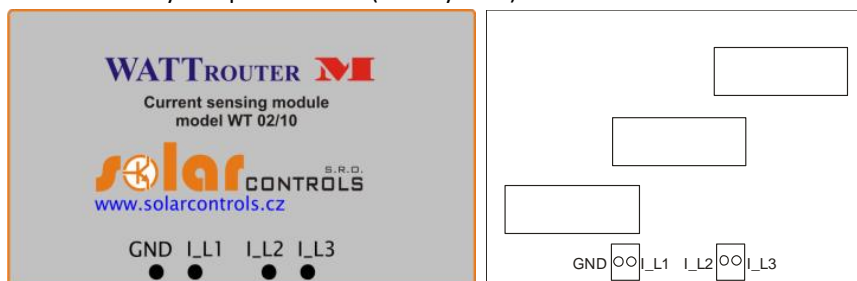 WATTROUTER M
Current sensing module
model WT 02/10
solar CONTROLS S.R.O.
www.solarcontrols.cz
GND I_L1 I_L2 I_L3
GND I_L1 I_L2 I_L3